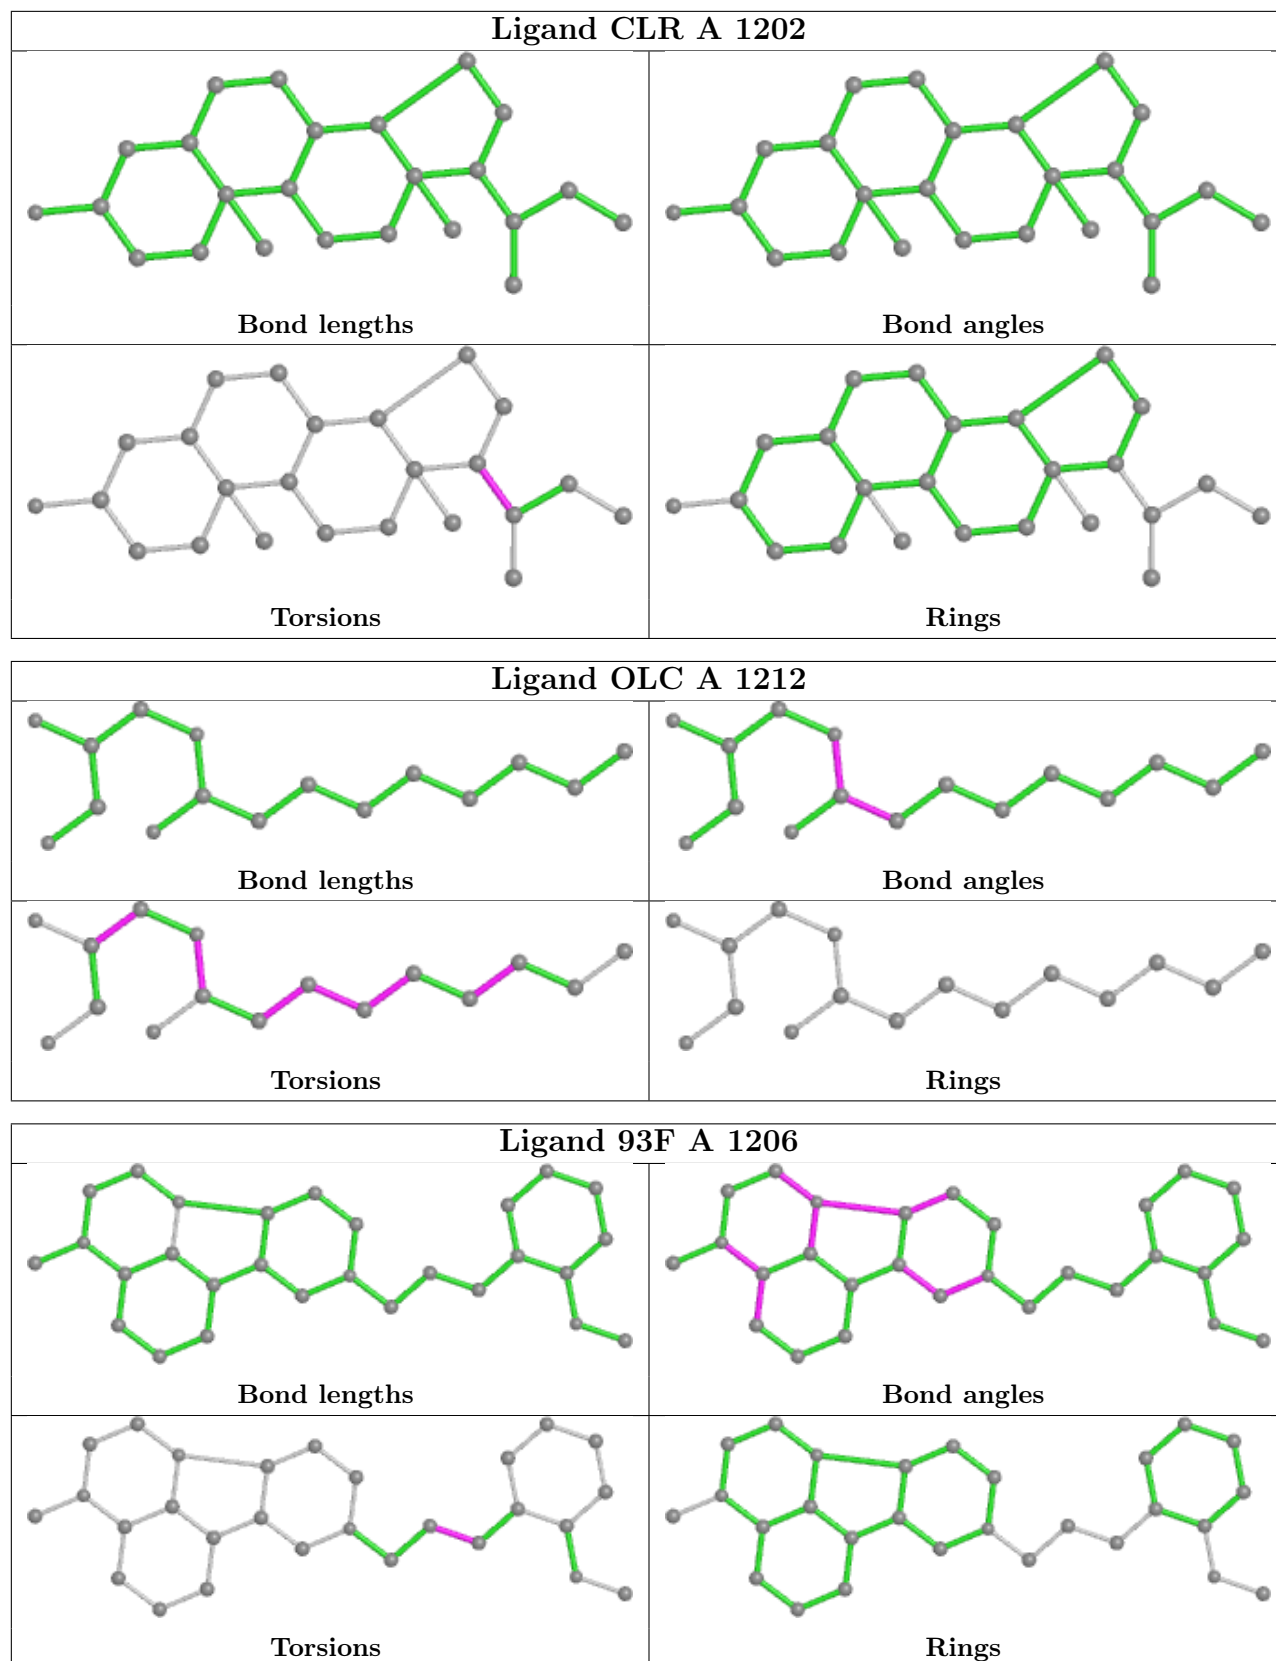 Ligand CLR A 1202
Bond lengths
Bond angles
Torsions
Rings
Ligand OLC A 1212
Bond lengths
Bond angles
Torsions
Rings
Ligand 93F A 1206
Bond lengths
Bond angles
Torsions
Rings